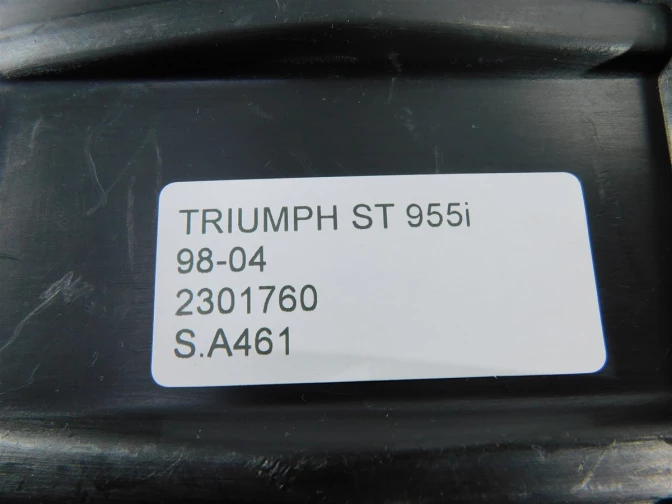 TRIUMPH ST 955i
98-04
2301760
S.A461